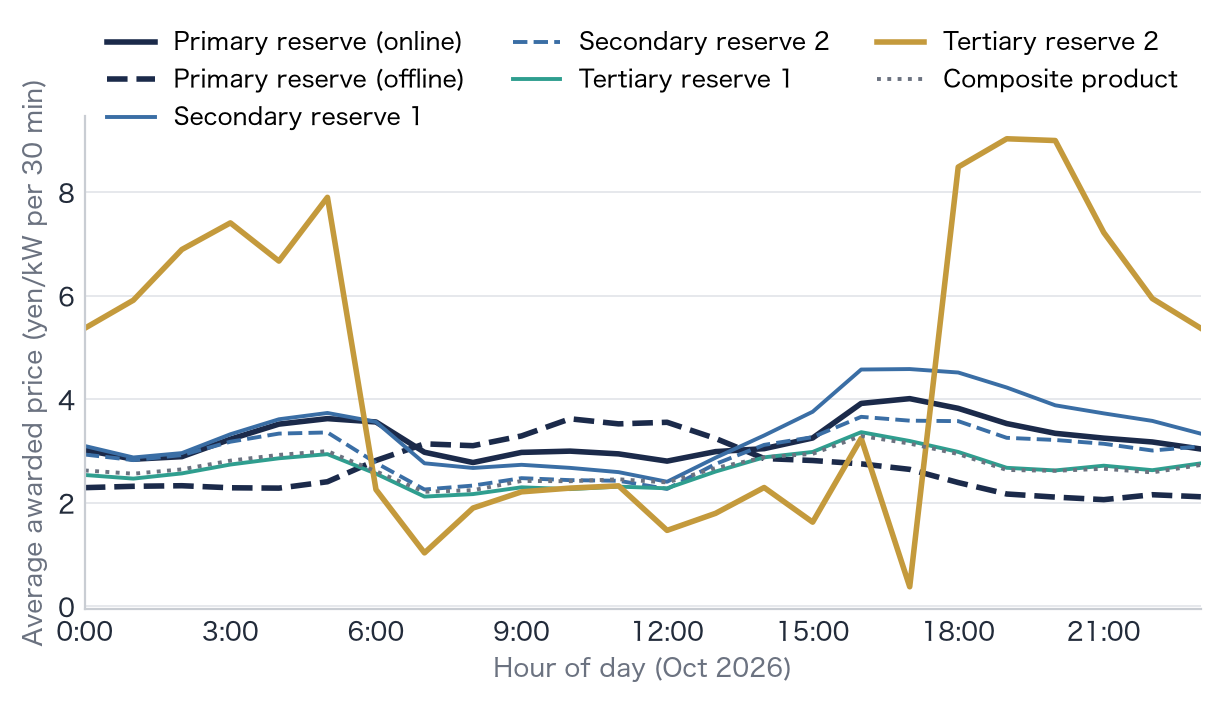 Primary reserve (online)
Primary reserve (offline)
Secondary reserve 1
Secondary reserve 2
Tertiary reserve 1
Tertiary reserve 2
Composite product
Average awarded price (yen/kW per 30 min)
8
6
4
2
0
0:00 3:00 6:00 9:00 12:00 15:00 18:00 21:00
Hour of day (Oct 2026)